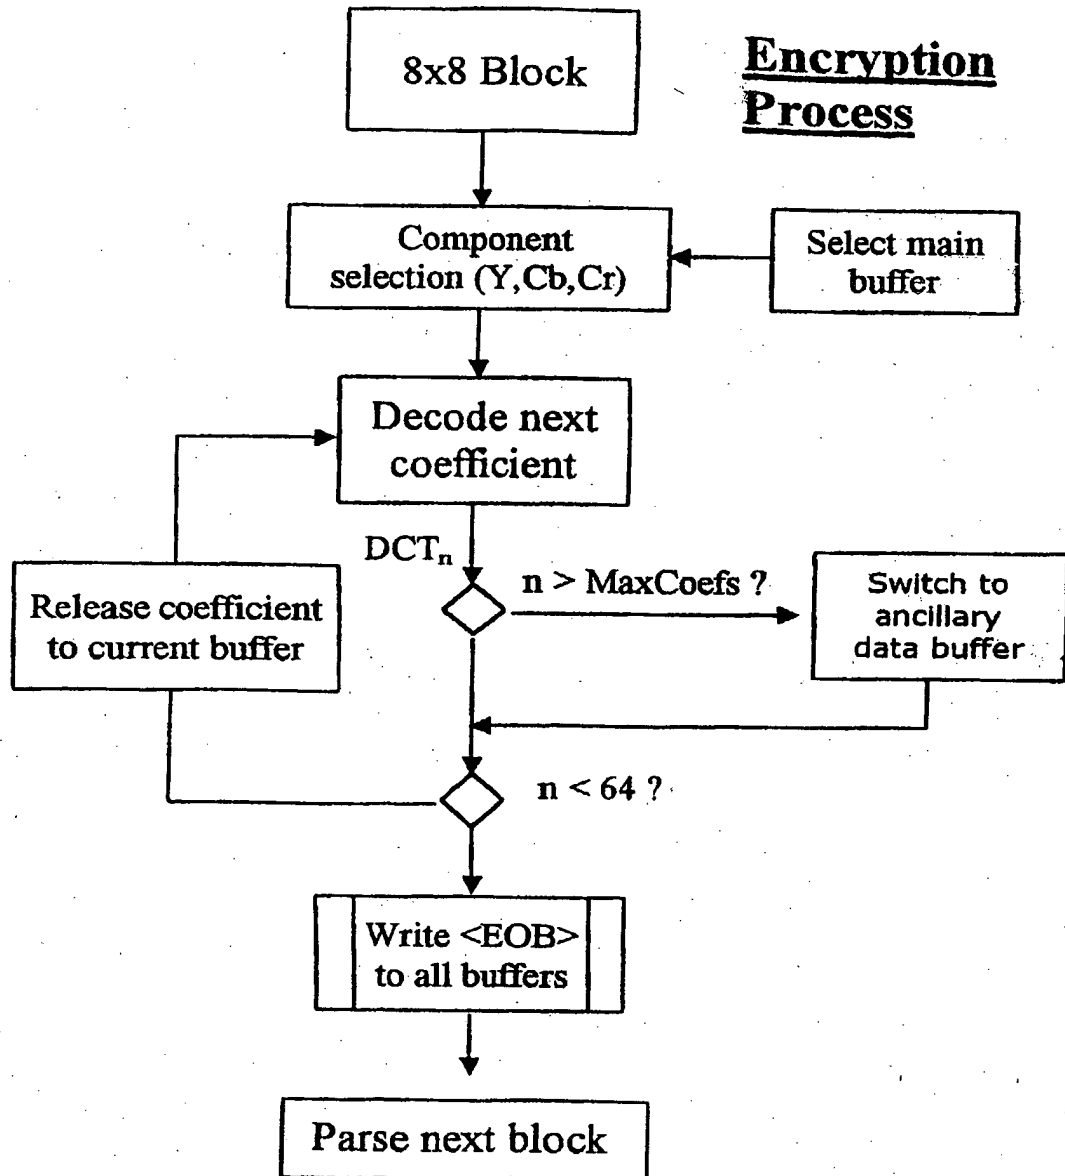 8x8 Block
Encryption
Process
Component
selection (Y,Cb,Cr)
Select main
buffer
Decode next
coefficient
DCTn
n > MaxCoefs ?
Release coefficient
to current buffer
Switch to
ancillary
data buffer
n < 64 ?
Write <EOB>
to all buffers
Parse next block